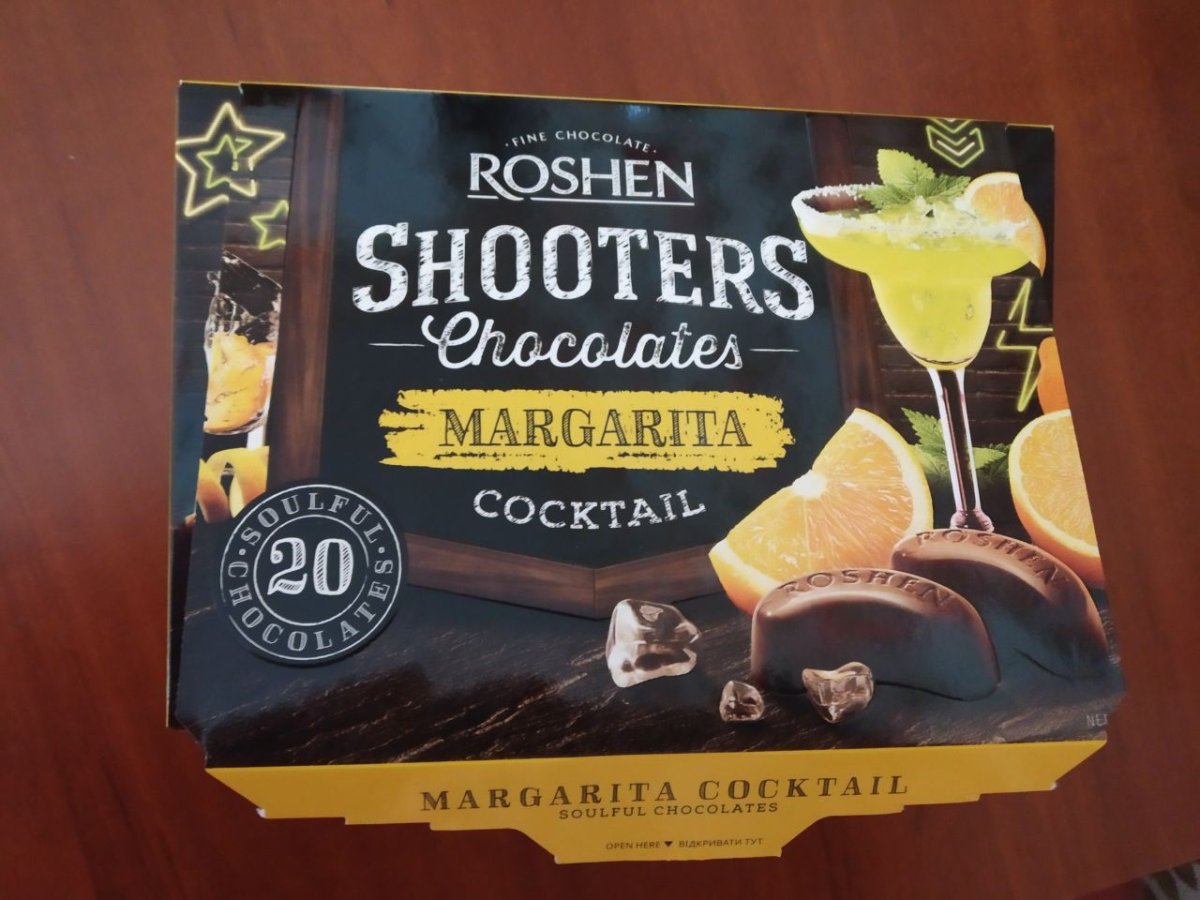 ·FINE CHOCOLATE·
ROSHEN
SHOOTERS
Chocolates
MARGARITA
COCKTAIL
·SOULFUL·
20
CHOCOLATES
ROSHEN
ROSHEN
MARGARITA COCKTAIL
SOULFUL CHOCOLATES
OPEN HERE ▼ ВІДКРИВАТИ ТУТ